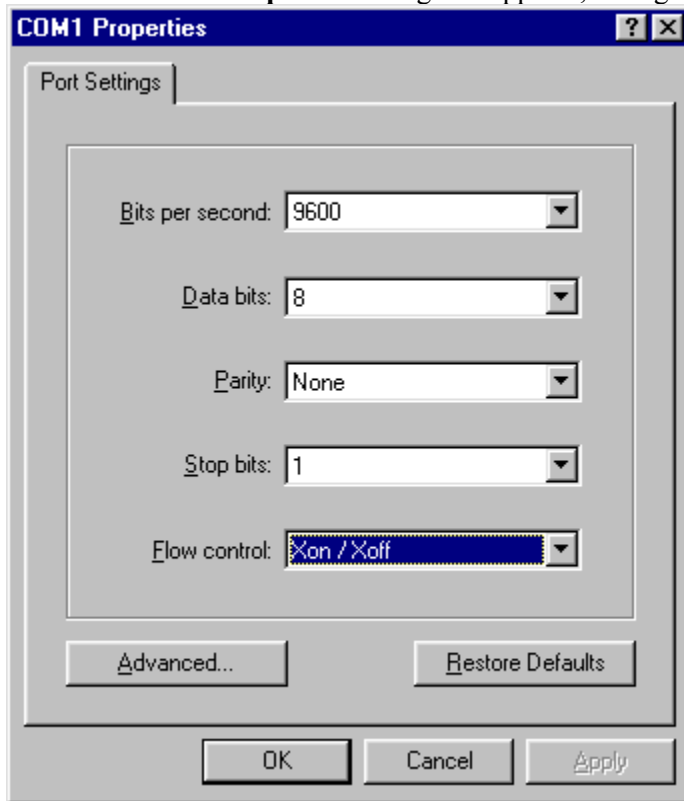 COM1 Properties
? X
Port Settings
Bits per second: 9600
Data bits: 8
Parity: None
Stop bits: 1
Flow control: Xon / Xoff
Advanced...
Restore Defaults
OK
Cancel
Apply